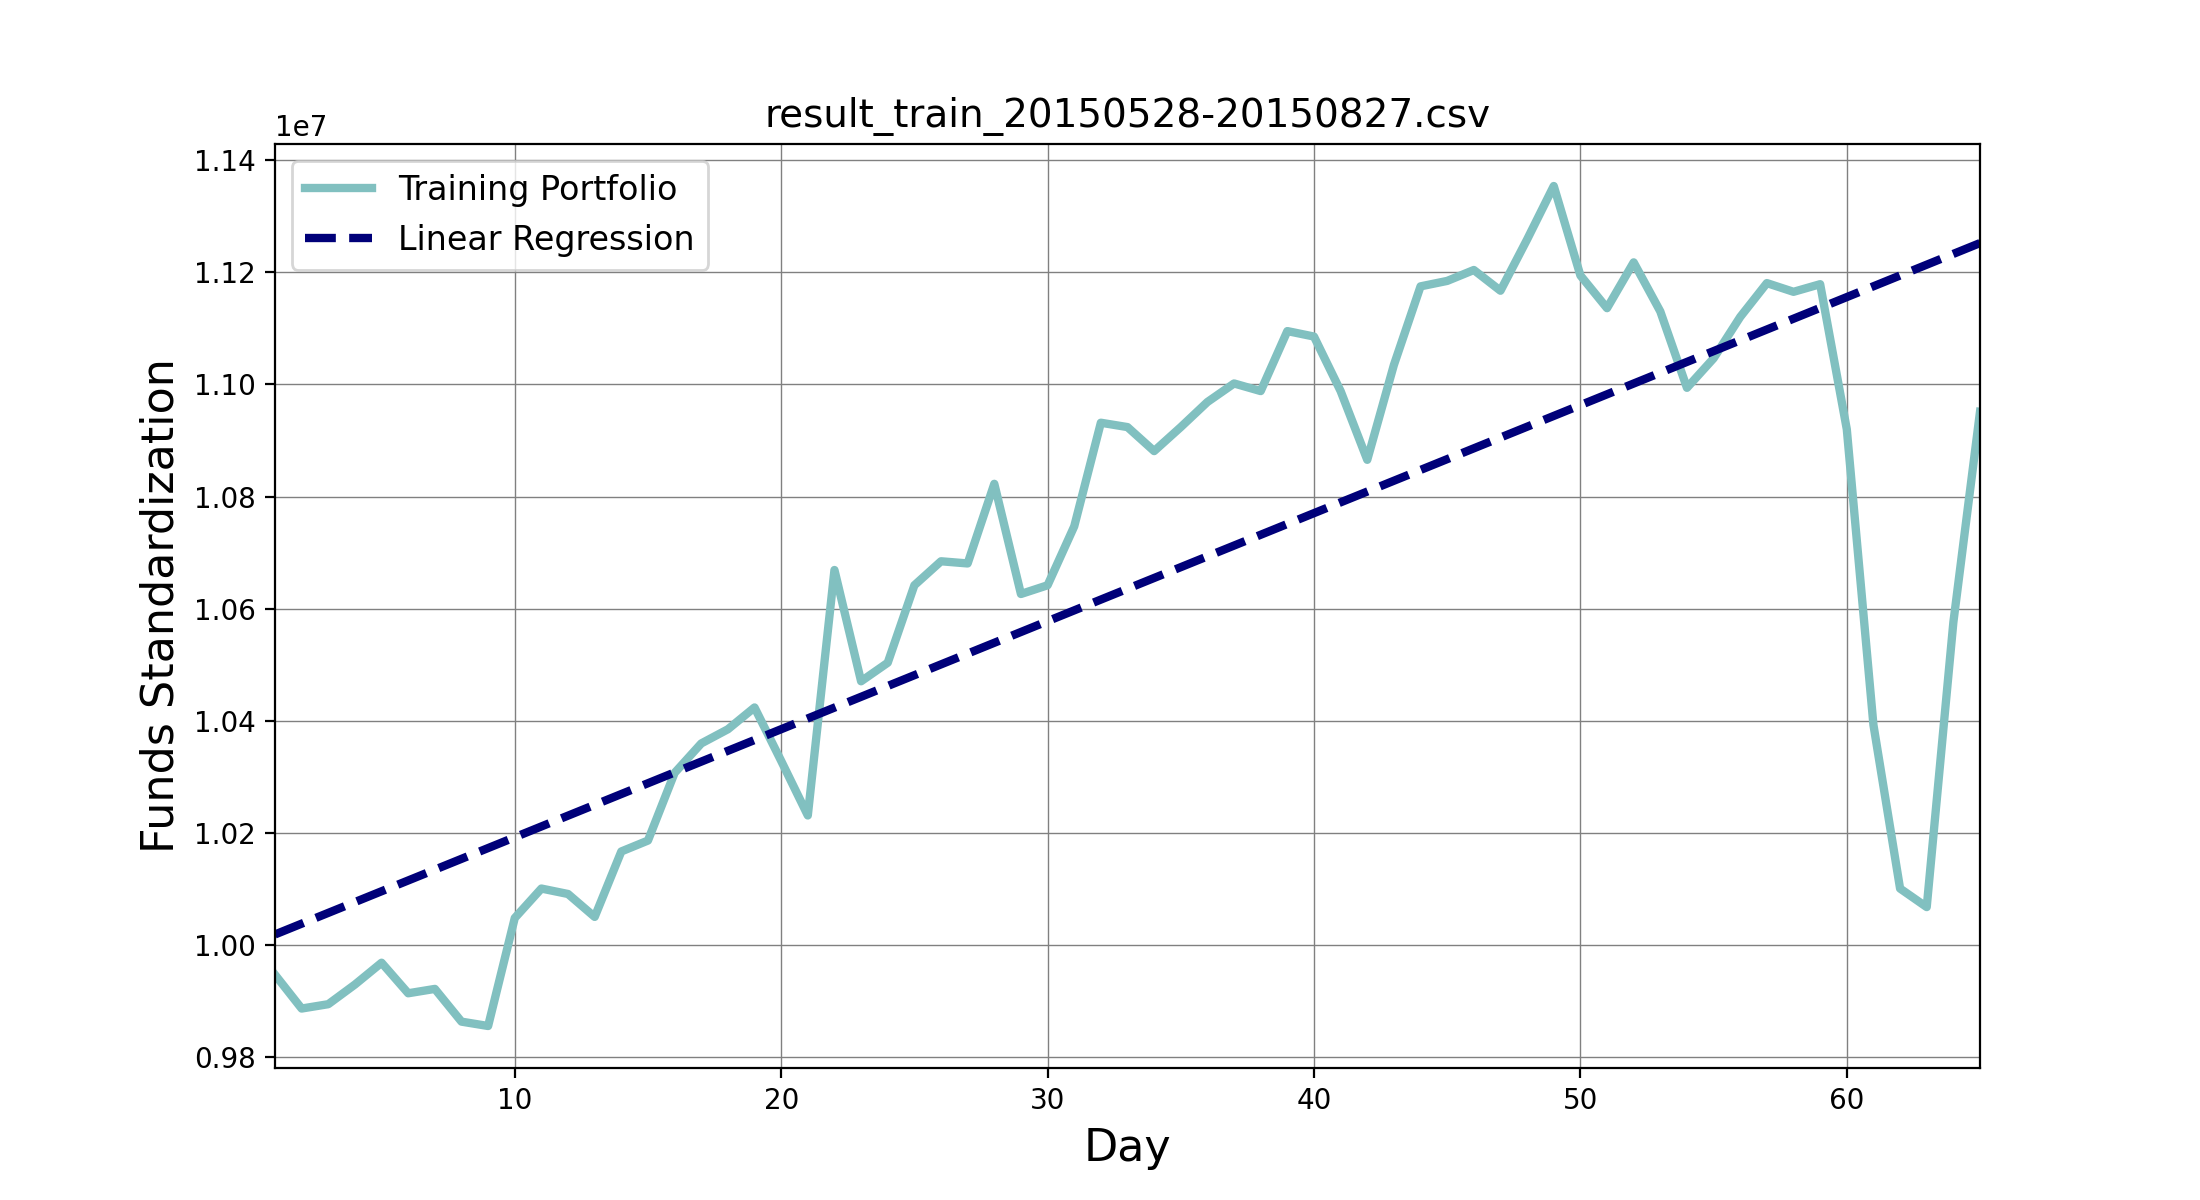 result_train_20150528-20150827.csv
1e7
Training Portfolio
Linear Regression
1.14
1.12
1.10
1.08
1.06
1.04
1.02
1.00
0.98
Funds Standardization
10 20 30 40 50 60
Day